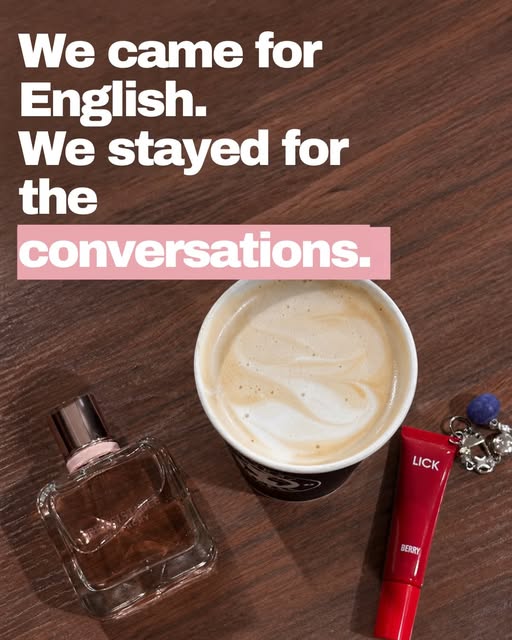 We came for
English.
We stayed for
the
conversations.
LICK
BERRY